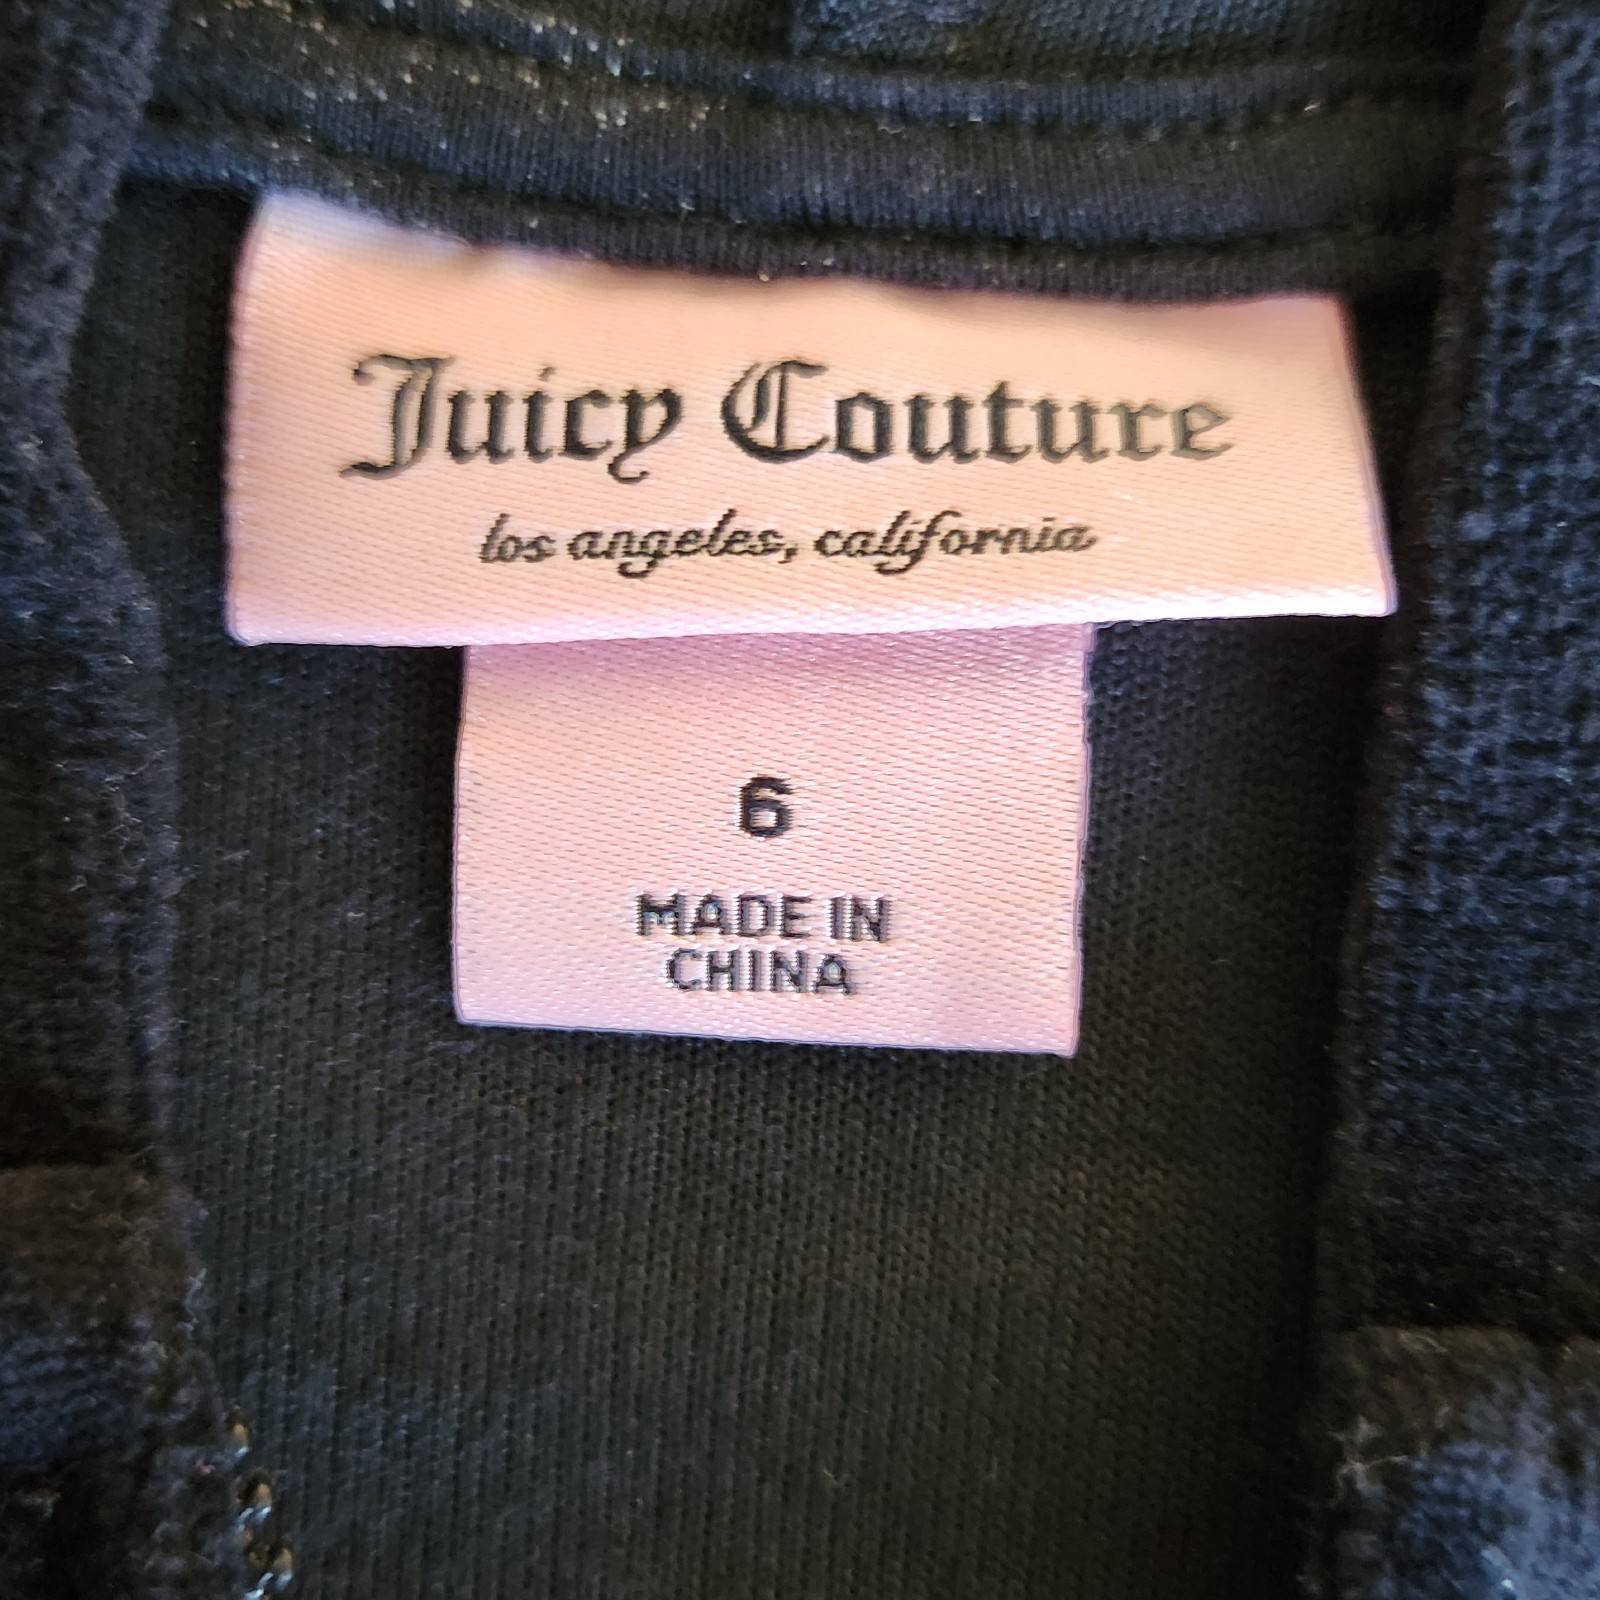 Juicy Couture
los angeles, california
6
MADE IN
CHINA